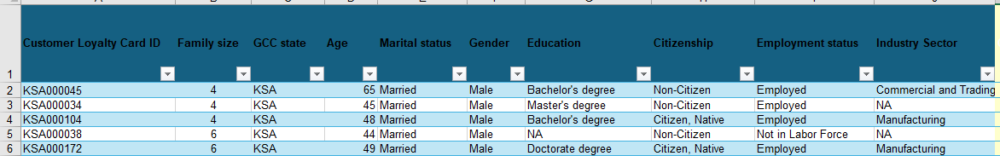 Customer Loyalty Card ID Family size GCC state Age Marital status Gender Education Citizenship Employment status Industry Sector
1
2 KSA000045 4 KSA 65 Married Male Bachelor's degree Non-Citizen Employed Commercial and Trading
3 KSA000034 4 KSA 45 Married Male Master's degree Non-Citizen Employed NA
4 KSA000104 4 KSA 48 Married Male Bachelor's degree Citizen, Native Employed Manufacturing
5 KSA000038 6 KSA 44 Married Male NA Non-Citizen Not in Labor Force NA
6 KSA000172 6 KSA 49 Married Male Doctorate degree Citizen, Native Employed Manufacturing